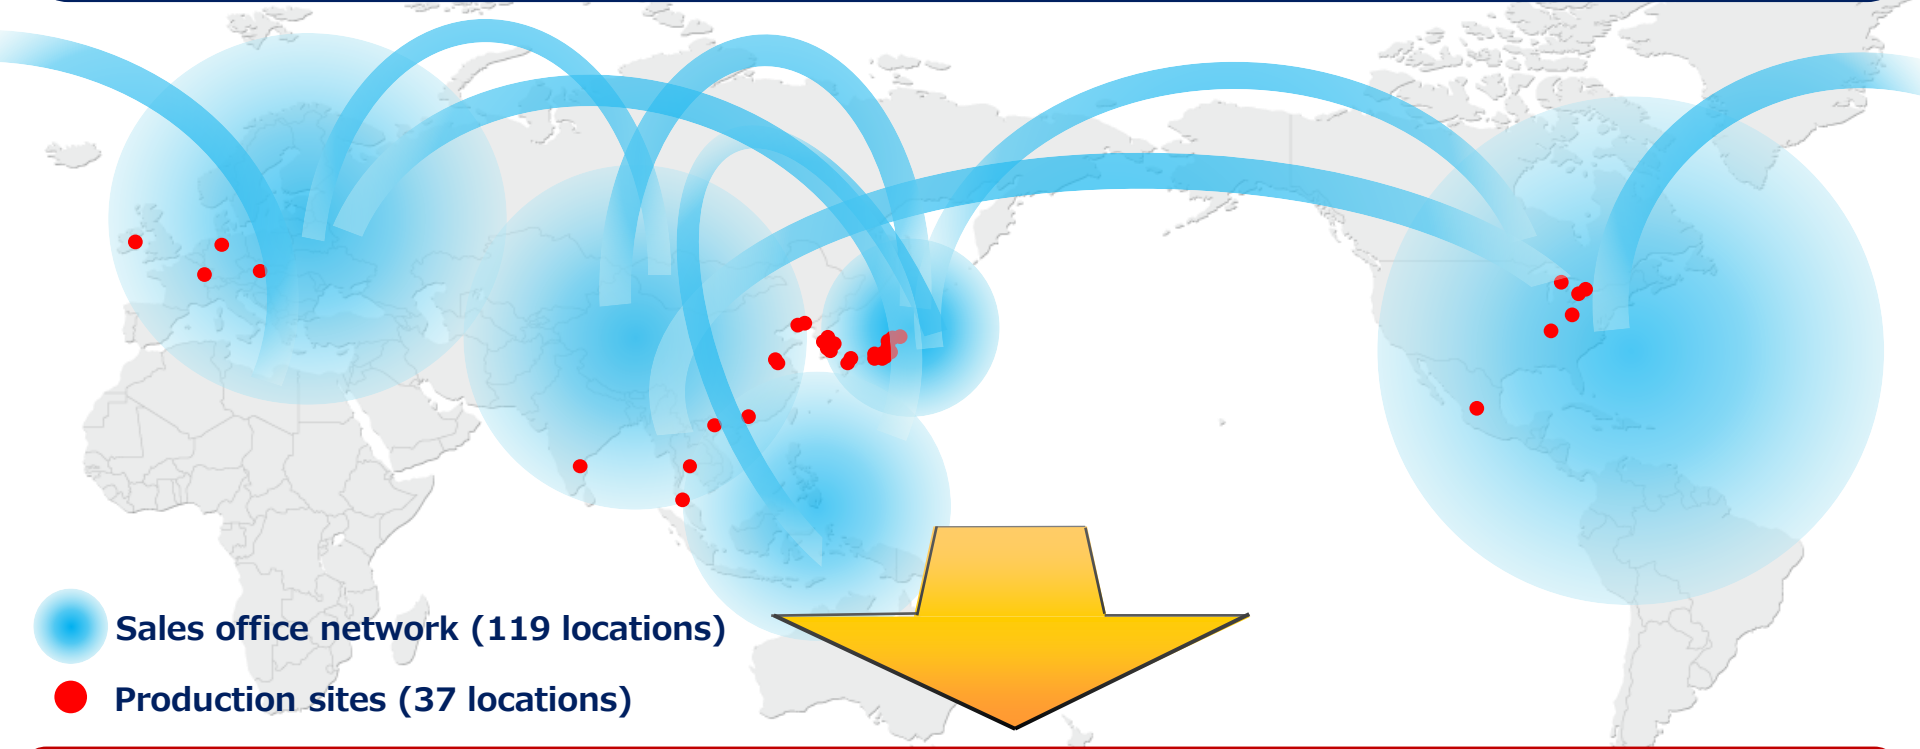 Sales office network (119 locations)
Production sites (37 locations)